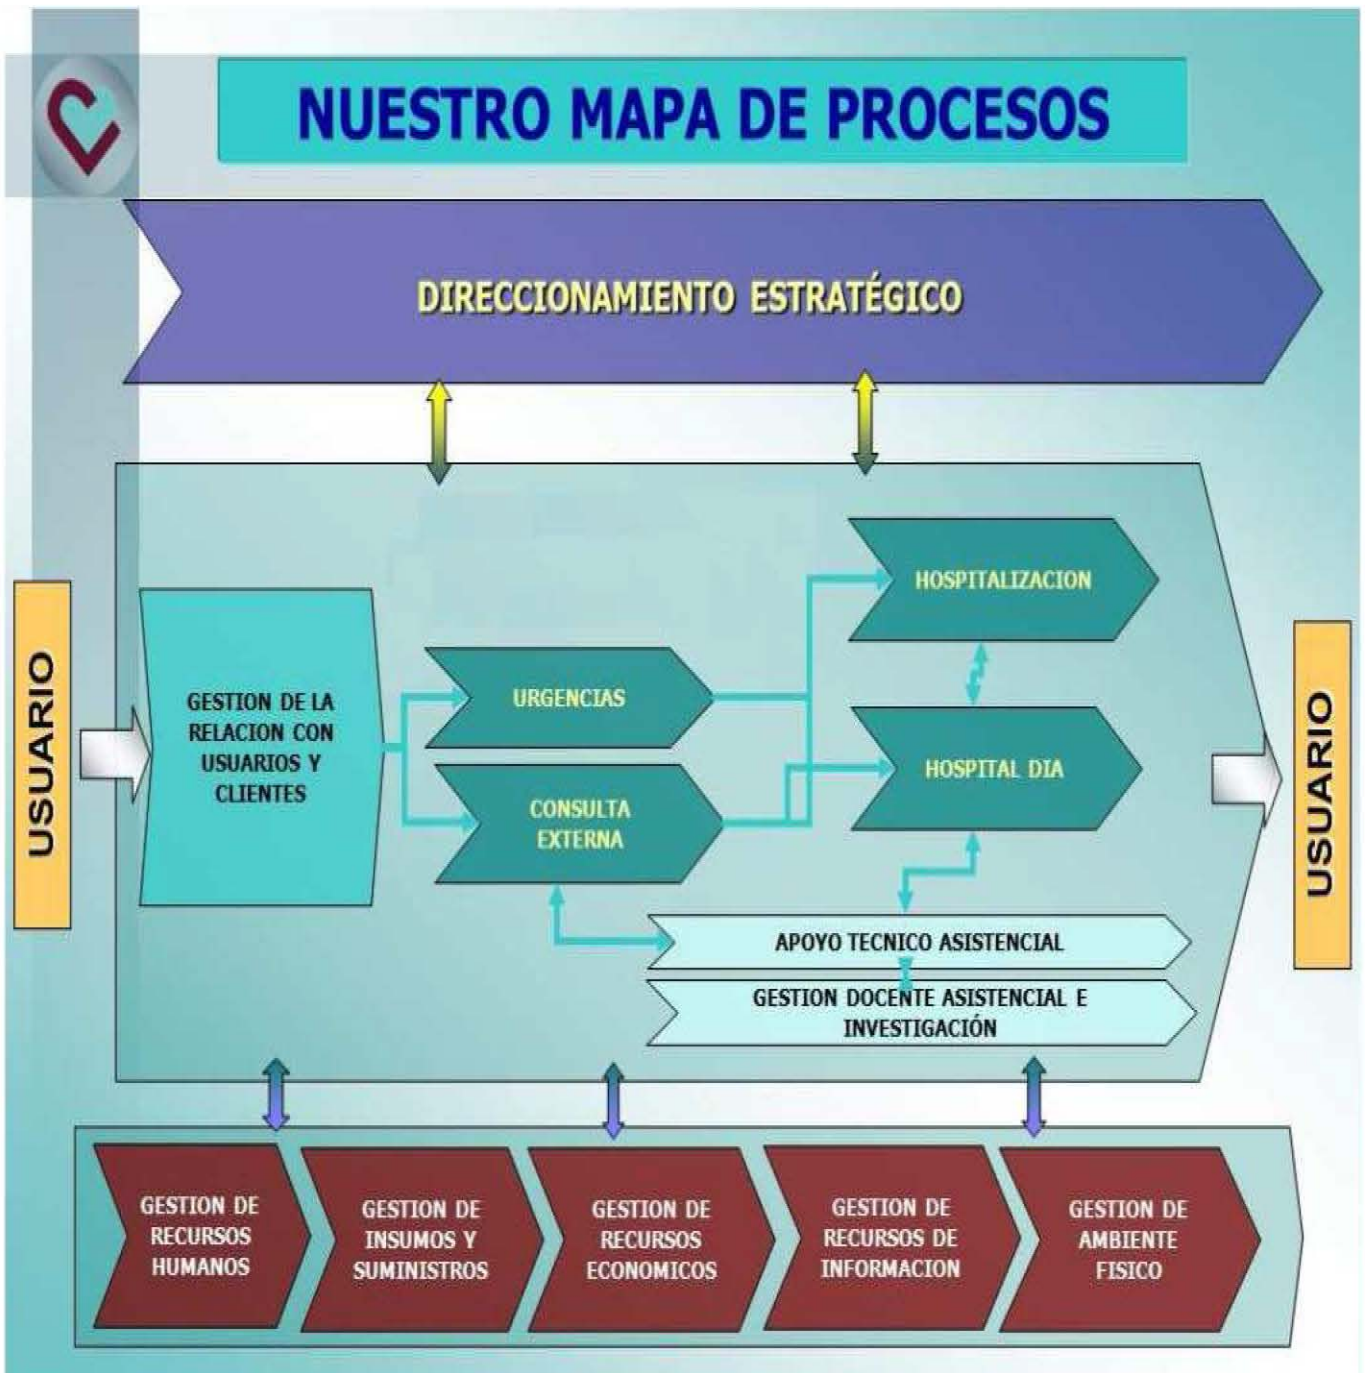 NUESTRO MAPA DE PROCESOS
DIRECCIONAMIENTO ESTRATÉGICO
USUARIO
GESTION DE LA
RELACION CON
USUARIOS Y
CLIENTES
URGENCIAS
CONSULTA
EXTERNA
HOSPITALIZACION
HOSPITAL DIA
APOYO TECNICO ASISTENCIAL
GESTION DOCENTE ASISTENCIAL E
INVESTIGACIÓN
USUARIO
GESTION DE
RECURSOS
HUMANOS
GESTION DE
INSUMOS Y
SUMINISTROS
GESTION DE
RECURSOS
ECONOMICOS
GESTION DE
RECURSOS DE
INFORMACION
GESTION DE
AMBIENTE
FISICO